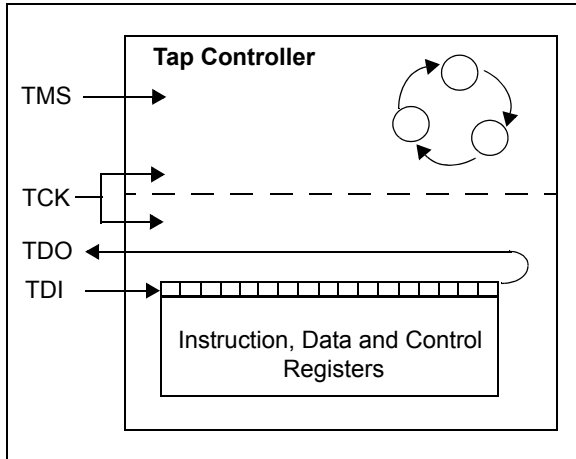 Tap Controller
TMS
TCK
TDO
TDI
Instruction, Data and Control
Registers